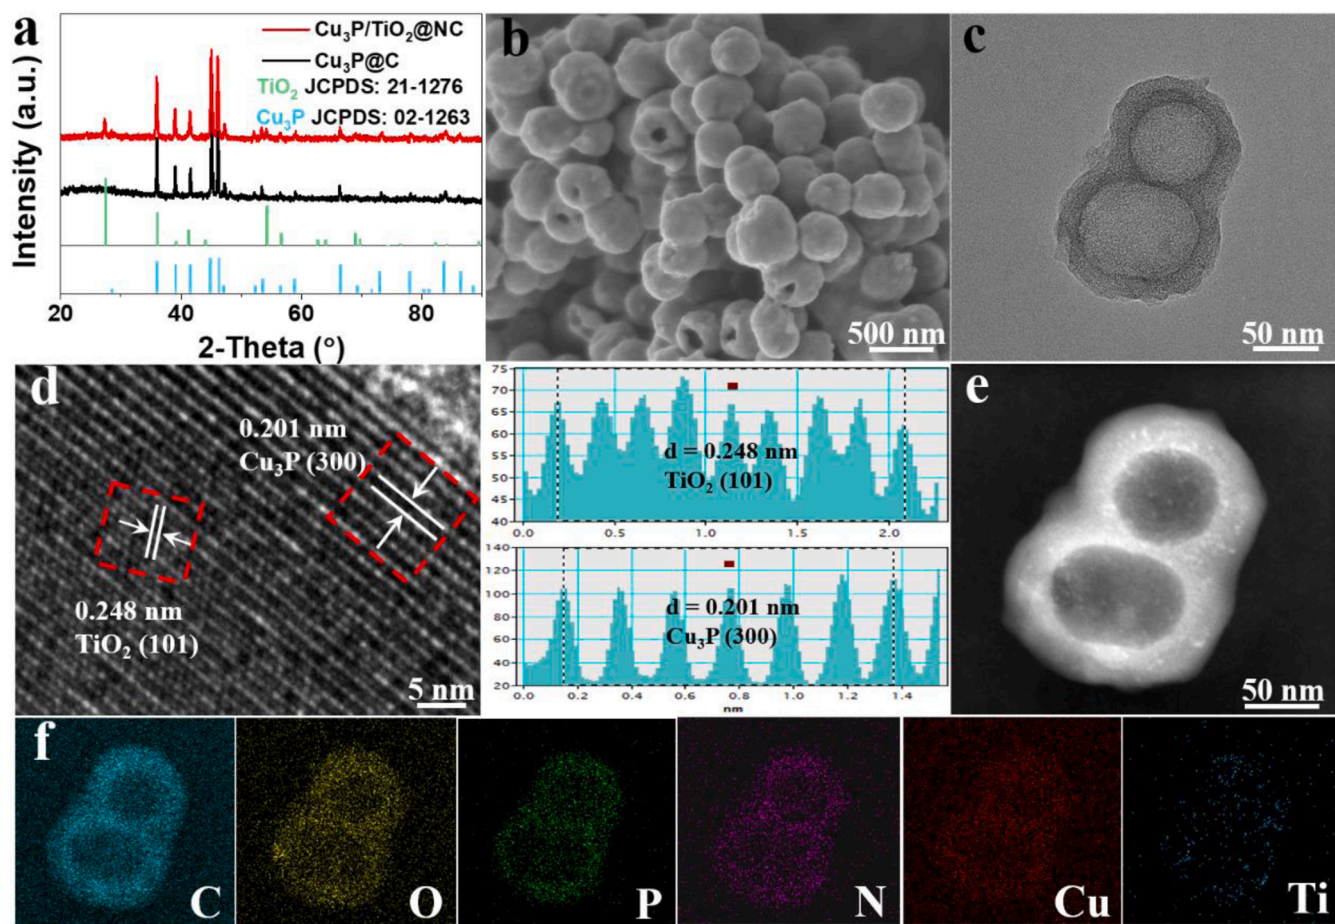 a
Cu₃P/TiO₂@NC
Cu₃P@C
TiO₂ JCPDS: 21-1276
Cu₃P JCPDS: 02-1263
Intensity (a.u.)
20 40 60 80
2-Theta (°)
b
500 nm
c
50 nm
d
0.201 nm
Cu₃P (300)
0.248 nm
TiO₂ (101)
5 nm
75
70
65
60
55
50
45
40
d = 0.248 nm
TiO₂ (101)
0.0 0.5 1.0 1.5 2.0
140
120
100
80
60
40
20
d = 0.201 nm
Cu₃P (300)
0.0 0.2 0.4 0.6 0.8 1.0 1.2 1.4
nm
e
50 nm
f
C
O
P
N
Cu
Ti